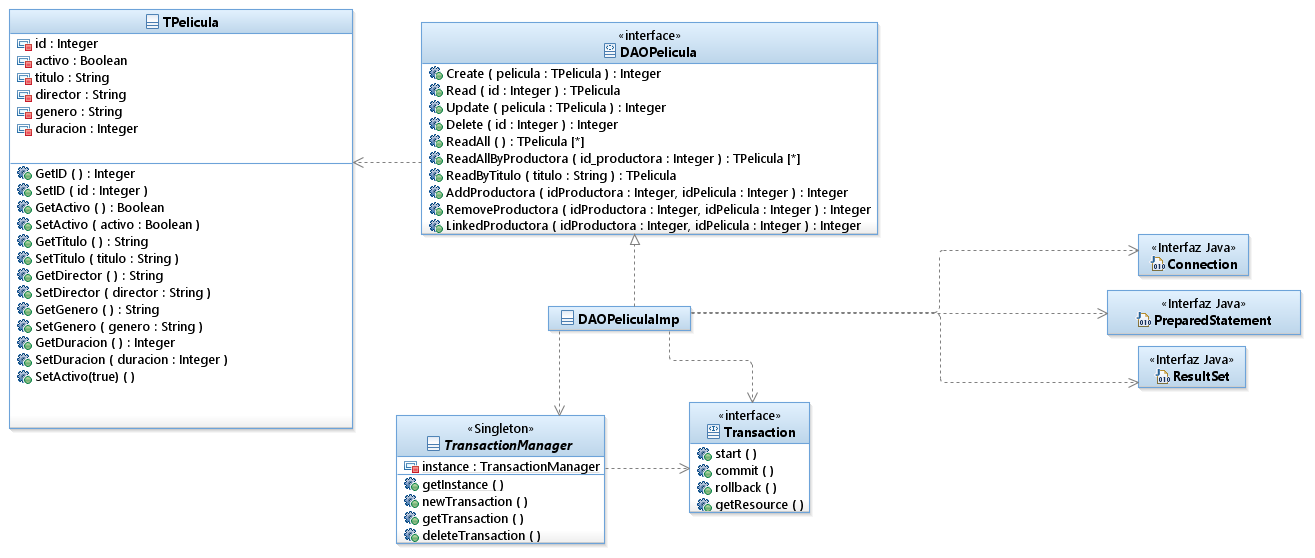 TPelicula
id : Integer
activo : Boolean
titulo : String
director : String
genero : String
duracion : Integer
GetID ( ) : Integer
SetID ( id : Integer )
GetActivo ( ) : Boolean
SetActivo ( activo : Boolean )
GetTitulo ( ) : String
SetTitulo ( titulo : String )
GetDirector ( ) : String
SetDirector ( director : String )
GetGenero ( ) : String
SetGenero ( genero : String )
GetDuracion ( ) : Integer
SetDuracion ( duracion : Integer )
SetActivo(true) ( )
«interface»
DAOPelicula
Create ( pelicula : TPelicula ) : Integer
Read ( id : Integer ) : TPelicula
Update ( pelicula : TPelicula ) : Integer
Delete ( id : Integer ) : Integer
ReadAll ( ) : TPelicula [*]
ReadAllByProductora ( id_productora : Integer ) : TPelicula [*]
ReadByTitulo ( titulo : String ) : TPelicula
AddProductora ( idProductora : Integer, idPelicula : Integer ) : Integer
RemoveProductora ( idProductora : Integer, idPelicula : Integer ) : Integer
LinkedProductora ( idProductora : Integer, idPelicula : Integer ) : Integer
«Interfaz Java»
Connection
«Interfaz Java»
PreparedStatement
«Interfaz Java»
ResultSet
DAOPeliculaImp
«Singleton»
TransactionManager
instance : TransactionManager
getInstance ( )
newTransaction ( )
getTransaction ( )
deleteTransaction ( )
«interface»
Transaction
start ( )
commit ( )
rollback ( )
getResource ( )